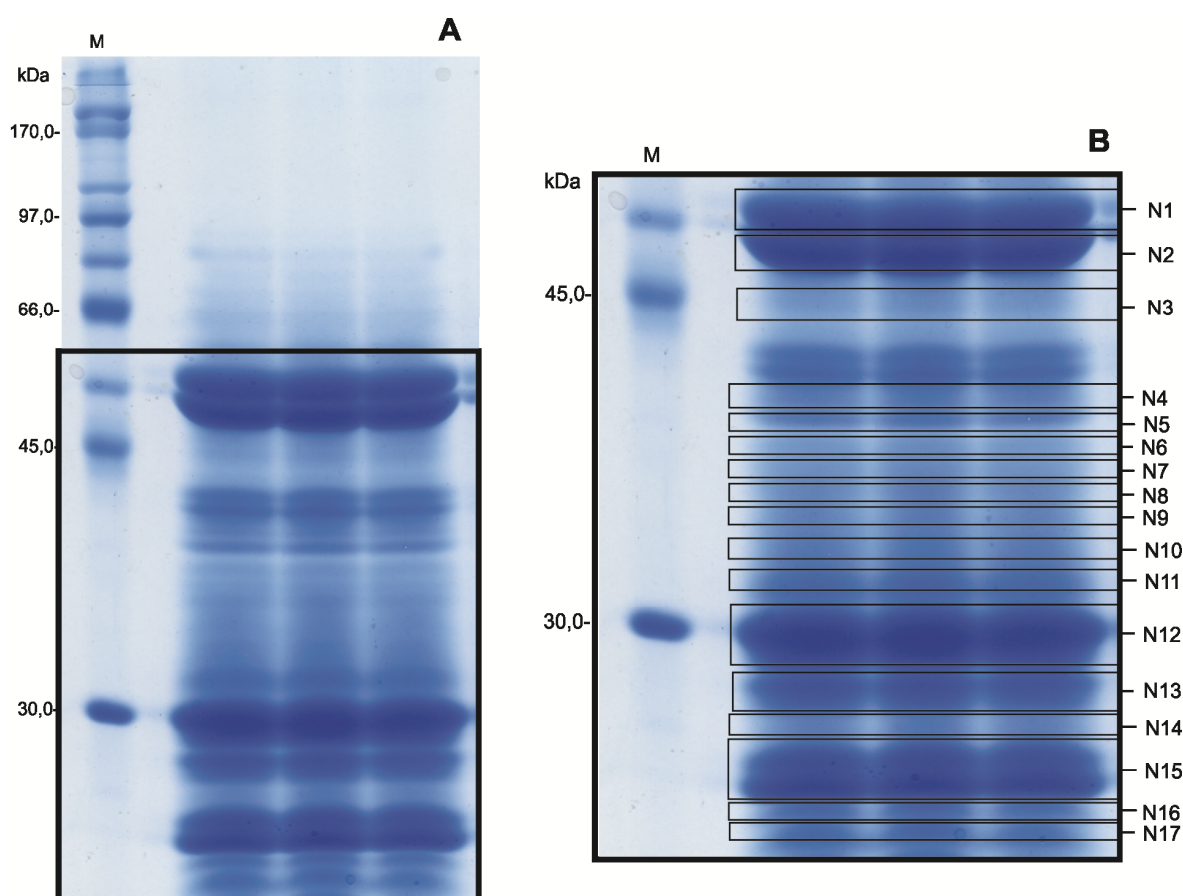 A
M
kDa
170,0-
97,0-
66,0-
45,0-
30,0-
B
M
kDa
45,0-
30,0-
N1
N2
N3
N4
N5
N6
N7
N8
N9
N10
N11
N12
N13
N14
N15
N16
N17